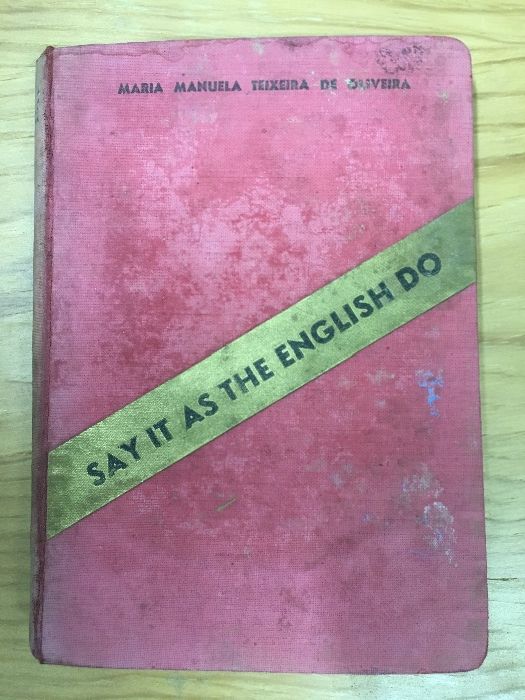 MARIA MANUELA TEIXEIRA DE OLIVEIRA
SAY IT AS THE ENGLISH DO